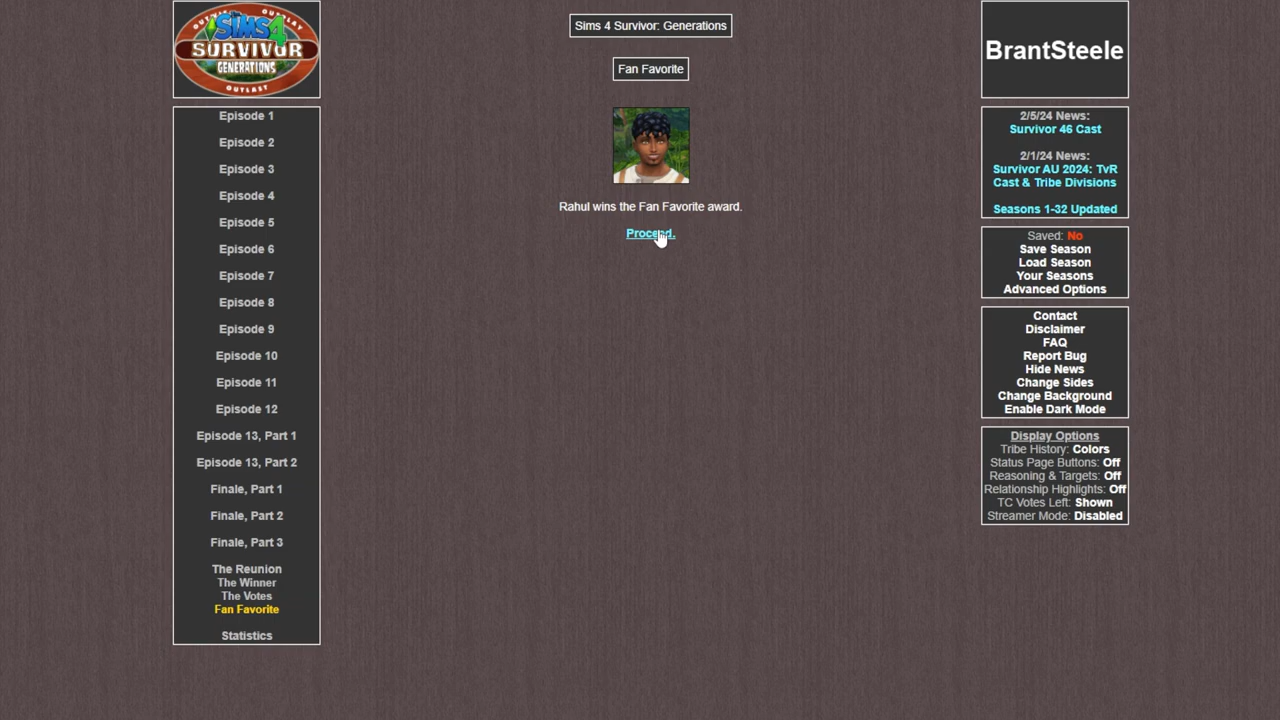 OUTWIT OUTPLAY
THE SIMS 4
SURVIVOR
GENERATIONS
OUTLAST
Episode 1
Episode 2
Episode 3
Episode 4
Episode 5
Episode 6
Episode 7
Episode 8
Episode 9
Episode 10
Episode 11
Episode 12
Episode 13, Part 1
Episode 13, Part 2
Finale, Part 1
Finale, Part 2
Finale, Part 3
The Reunion
The Winner
The Votes
Fan Favorite
Statistics
Sims 4 Survivor: Generations
Fan Favorite
Rahul wins the Fan Favorite award.
Proceed.
BrantSteele
2/5/24 News:
Survivor 46 Cast
2/1/24 News:
Survivor AU 2024: TvR
Cast & Tribe Divisions
Seasons 1-32 Updated
Saved: No
Save Season
Load Season
Your Seasons
Advanced Options
Contact
Disclaimer
FAQ
Report Bug
Hide News
Change Sides
Change Background
Enable Dark Mode
Display Options
Tribe History: Colors
Status Page Buttons: Off
Reasoning & Targets: Off
Relationship Highlights: Off
TC Votes Left: Shown
Streamer Mode: Disabled